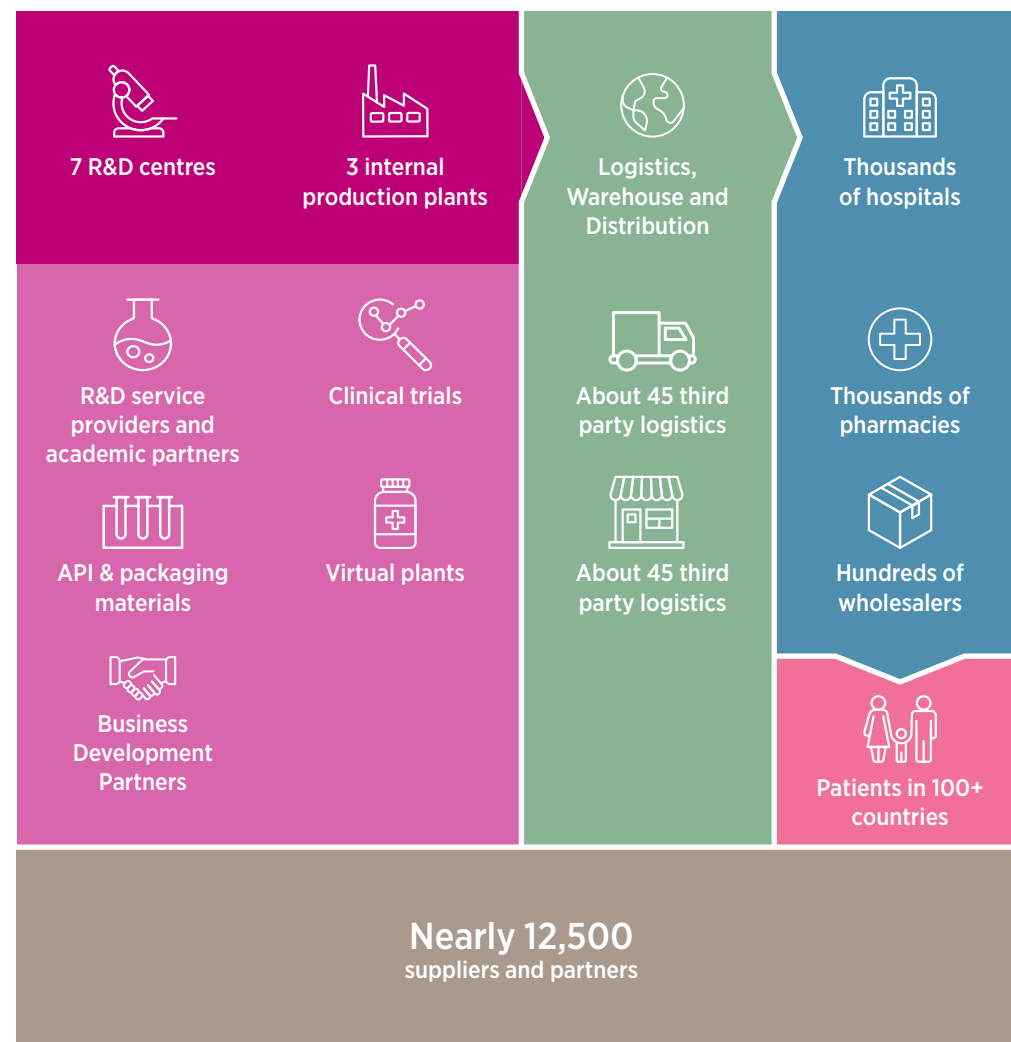 7 R&D centres
3 internal
production plants
Logistics,
Warehouse and
Distribution
Thousands
of hospitals
R&D service
providers and
academic partners
Clinical trials
About 45 third
party logistics
Thousands of
pharmacies
API & packaging
materials
Virtual plants
About 45 third
party logistics
Hundreds of
wholesalers
Business
Development
Partners
Patients in 100+
countries
Nearly 12,500
suppliers and partners